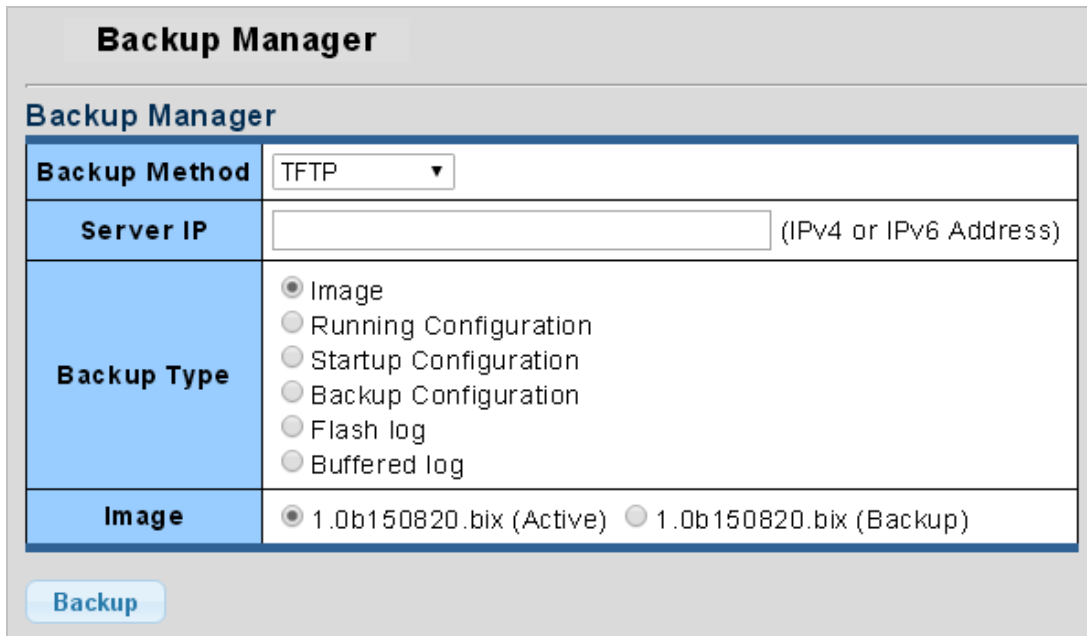 Backup Manager
Backup Manager
Backup Method TFTP
Server IP (IPv4 or IPv6 Address)
Backup Type
Image
Running Configuration
Startup Configuration
Backup Configuration
Flash log
Buffered log
Image 1.0b150820.bix (Active) 1.0b150820.bix (Backup)
Backup